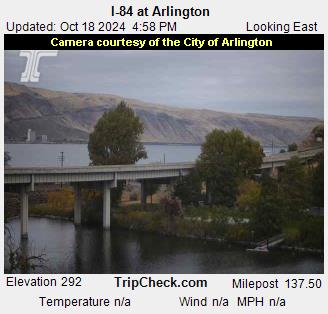 I-84 at Arlington
Updated: Oct 18 2024 4:58 PM Looking East
Camera courtesy of the City of Arlington
Elevation 292 TripCheck.com Milepost 137.50
Temperature n/a Wind n/a MPH n/a